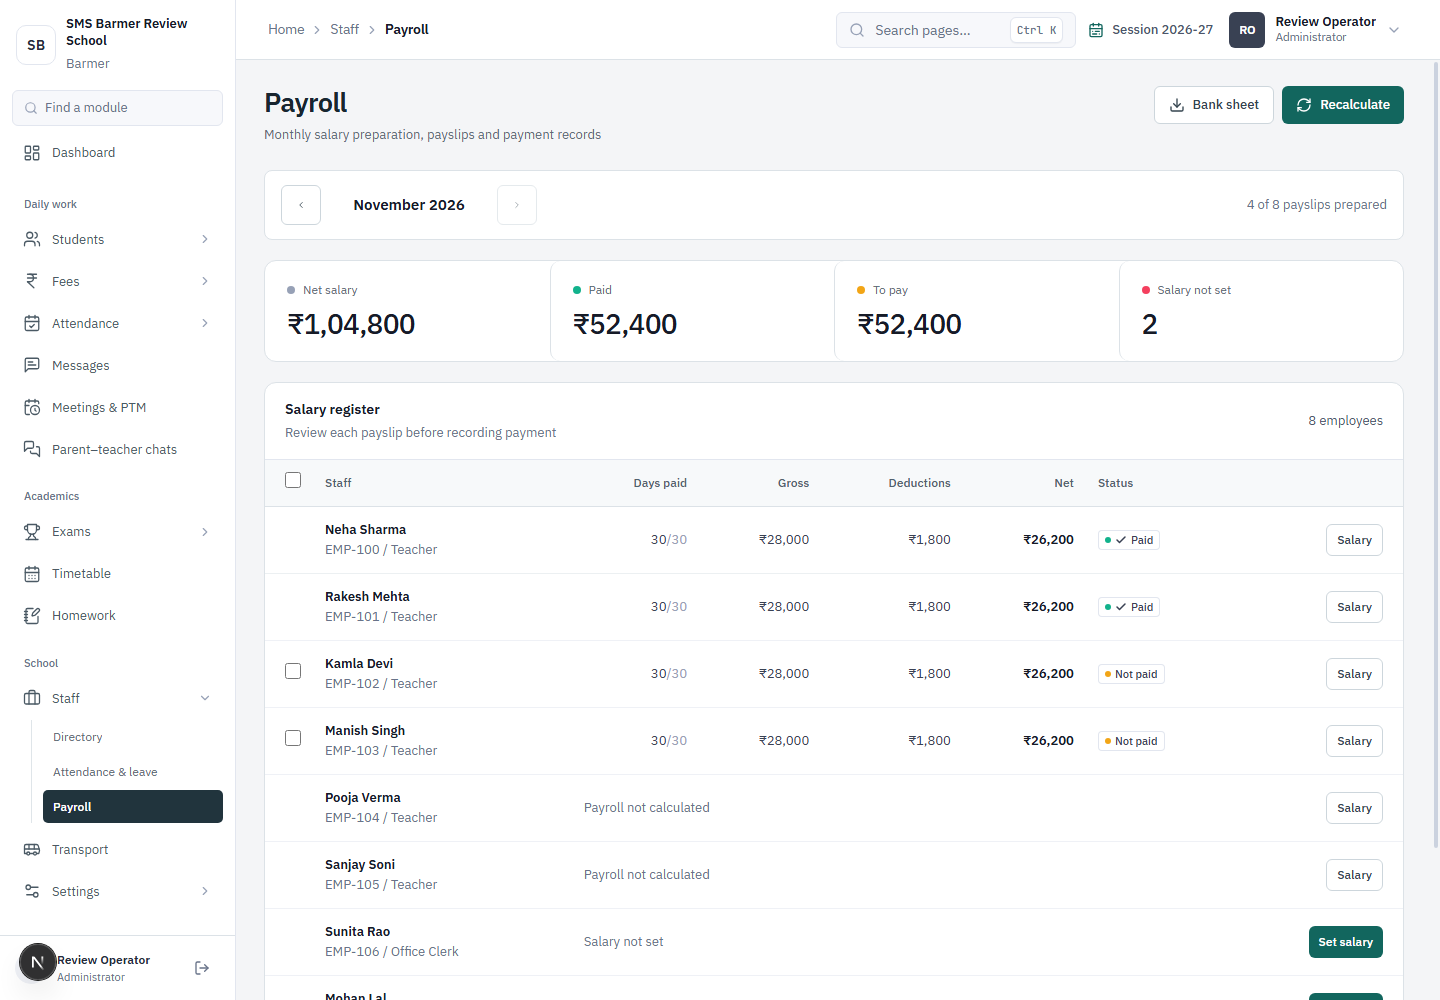 SB
SMS Barmer Review School
Barmer
Find a module
Dashboard
Daily work
Students
Fees
Attendance
Messages
Meetings & PTM
Parent–teacher chats
Academics
Exams
Timetable
Homework
School
Staff
Directory
Attendance & leave
Payroll
Transport
Settings
N
Review Operator
Administrator
Home > Staff > Payroll
Search pages... Ctrl K
Session 2026-27
RO
Review Operator
Administrator
Payroll
Monthly salary preparation, payslips and payment records
Bank sheet
Recalculate
‹ November 2026 ›
4 of 8 payslips prepared
Net salary
₹1,04,800
Paid
₹52,400
To pay
₹52,400
Salary not set
2
Salary register
Review each payslip before recording payment
8 employees
Staff Days paid Gross Deductions Net Status
Neha Sharma
EMP-100 / Teacher
30/30 ₹28,000 ₹1,800 ₹26,200 ✓ Paid Salary
Rakesh Mehta
EMP-101 / Teacher
30/30 ₹28,000 ₹1,800 ₹26,200 ✓ Paid Salary
Kamla Devi
EMP-102 / Teacher
30/30 ₹28,000 ₹1,800 ₹26,200 Not paid Salary
Manish Singh
EMP-103 / Teacher
30/30 ₹28,000 ₹1,800 ₹26,200 Not paid Salary
Pooja Verma
EMP-104 / Teacher
Payroll not calculated Salary
Sanjay Soni
EMP-105 / Teacher
Payroll not calculated Salary
Sunita Rao
EMP-106 / Office Clerk
Salary not set Set salary
Mohan Lal